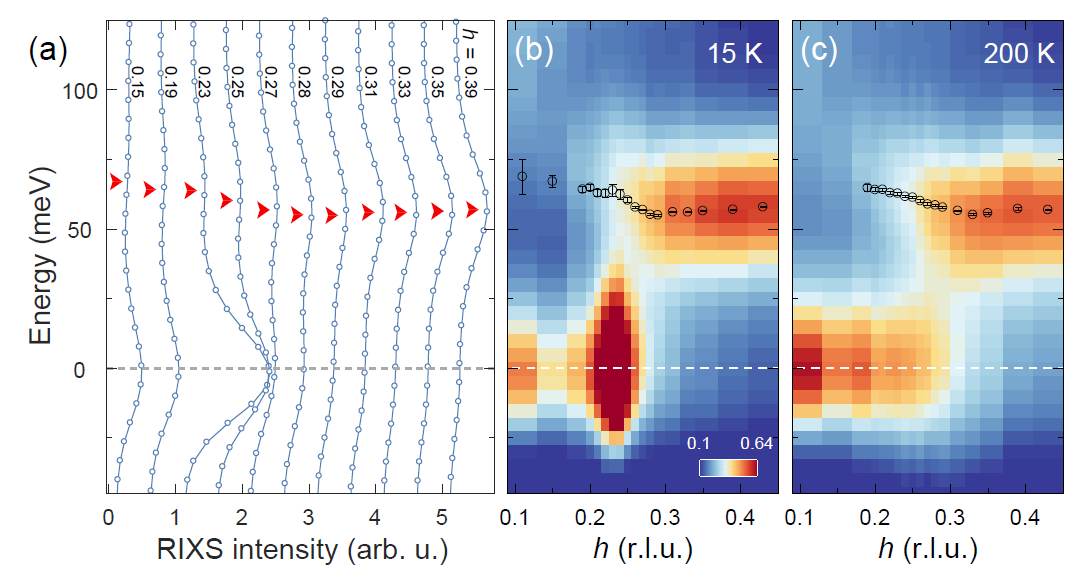 (a)
h = 0.39
0.15
0.19
0.23
0.25
0.27
0.28
0.29
0.31
0.33
0.35
100
50
0
Energy (meV)
0 1 2 3 4 5
RIXS intensity (arb. u.)
(b)
15 K
0.1 0.64
0.1 0.2 0.3 0.4
h (r.l.u.)
(c)
200 K
0.1 0.2 0.3 0.4
h (r.l.u.)